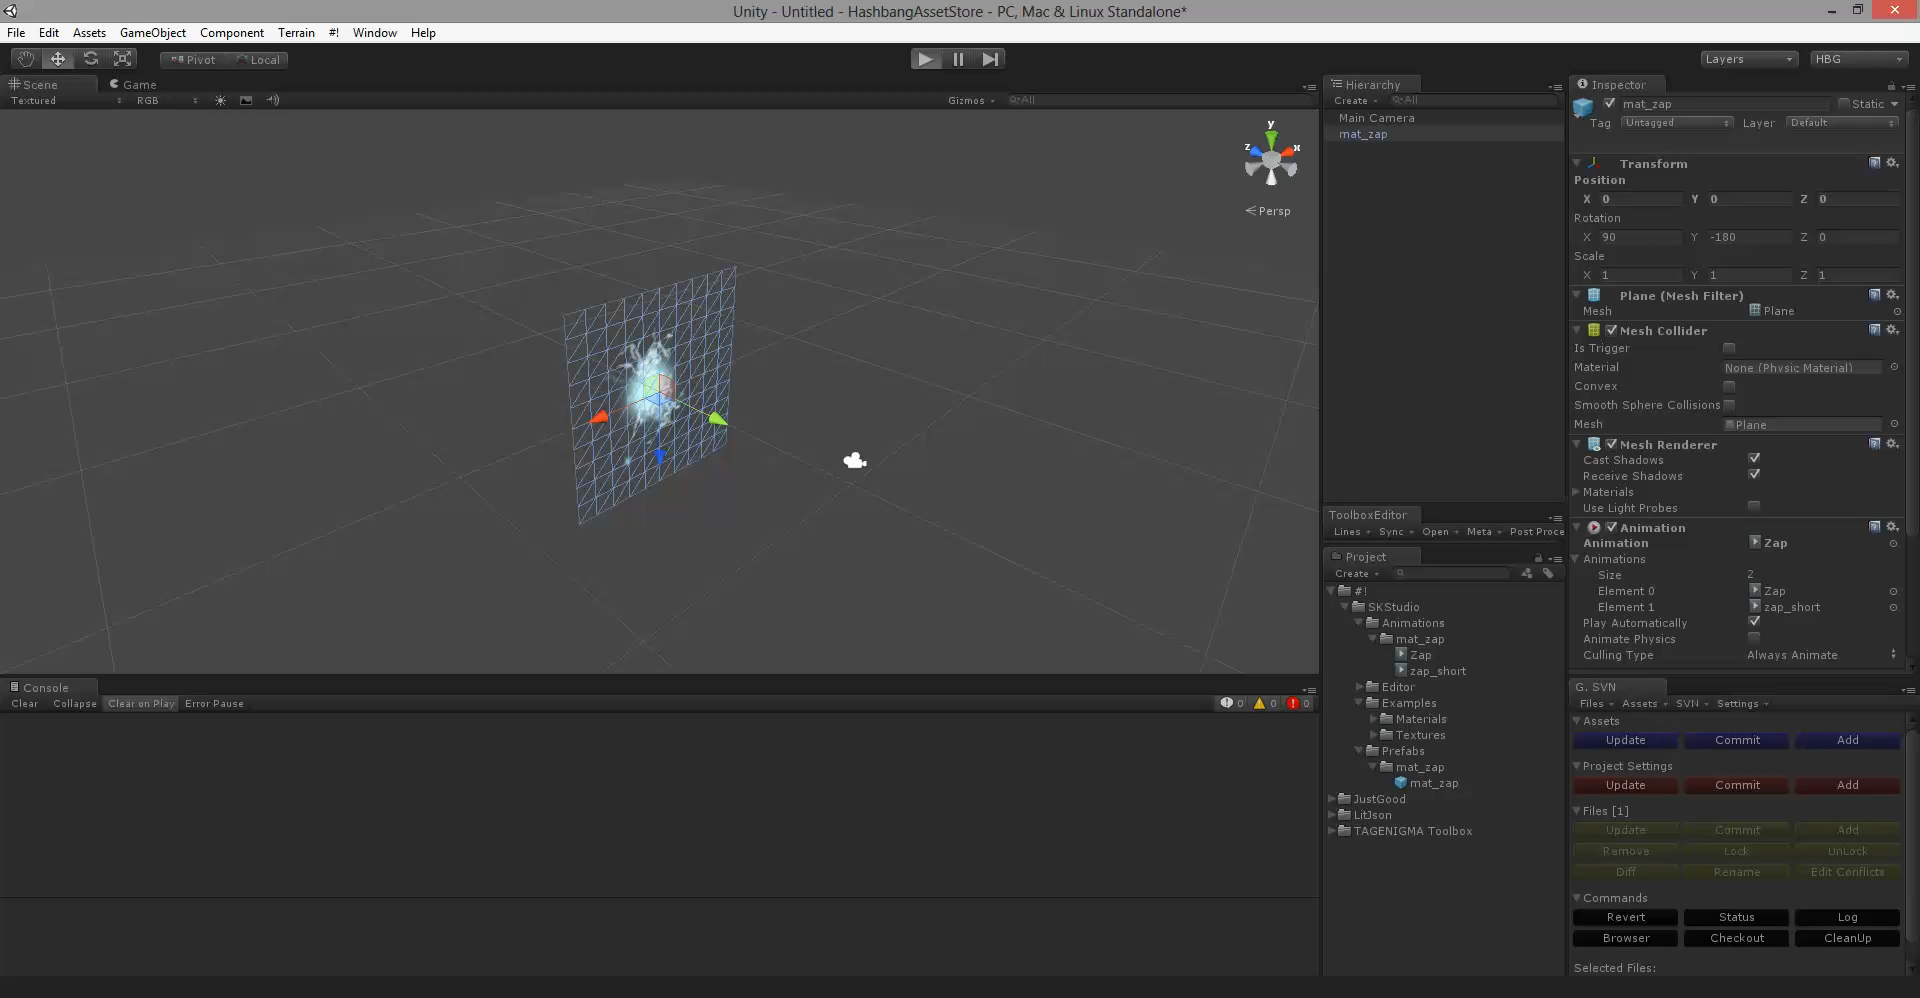 Unity - Untitled - HashbangAssetStore - PC, Mac & Linux Standalone*
File Edit Assets GameObject Component Terrain #! Window Help
Pivot Local Layers HBG
Scene Game
Textured RGB Gizmos All
y
z x
Persp
Hierarchy
Create All
Main Camera
mat_zap
ToolboxEditor
Lines Sync Open Meta Post Proce
Project
Create
#!
SKStudio
Animations
mat_zap
Zap
zap_short
Editor
Examples
Materials
Textures
Prefabs
mat_zap
mat_zap
JustGood
LitJson
TAGENIGMA Toolbox
Inspector
mat_zap Static
Tag Untagged Layer Default
Transform
Position
X 0 Y 0 Z 0
Rotation
X 90 Y -180 Z 0
Scale
X 1 Y 1 Z 1
Plane (Mesh Filter)
Mesh Plane
Mesh Collider
Is Trigger
Material None (Physic Material)
Convex
Smooth Sphere Collisions
Mesh Plane
Mesh Renderer
Cast Shadows
Receive Shadows
Materials
Use Light Probes
Animation
Animation Zap
Animations
Size 2
Element 0 Zap
Element 1 zap_short
Play Automatically
Animate Physics
Culling Type Always Animate
Console
Clear Collapse Clear on Play Error Pause 0 0 0
G. SVN
Files Assets SVN Settings
Assets
Update Commit Add
Project Settings
Update Commit Add
Files [1]
Update Commit Add
Remove Lock UnLock
Diff Rename Edit Conflicts
Commands
Revert Status Log
Browser Checkout CleanUp
Selected Files: